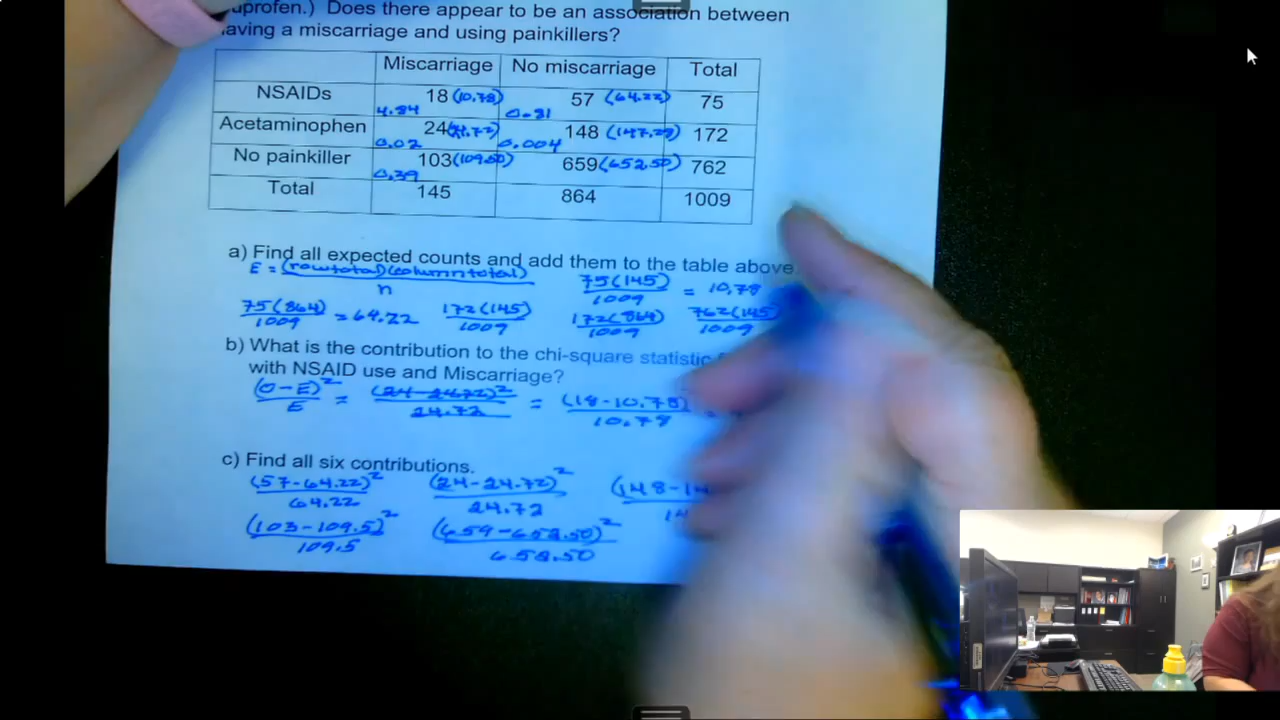 uprofen.) Does there appear to be an association between
aving a miscarriage and using painkillers?
Miscarriage No miscarriage Total
NSAIDs 18 (10.78) 57 (64.22) 75
4.84 0.81
Acetaminophen 24 148 172
0.02 0.004
No painkiller 103 (109.50) 659 (652.50) 762
0.39
Total 145 864 1009
a) Find all expected counts and add them to the table above.
E = (row total)(column total) / n 75(145) / 1009 = 10.78
75(864) / 1009 = 64.22 172(145) / 1009 172(864) / 1009 762(145) / 1009
b) What is the contribution to the chi-square statistic
with NSAID use and Miscarriage?
(O-E)² / E = (24-24.72)² / 24.72 = (18-10.78) / 10.78
c) Find all six contributions.
(57-64.22)² / 64.22 (24-24.72)² / 24.72 (148-14
(103-109.5)² / 109.5 (659-652.50)² / 652.50